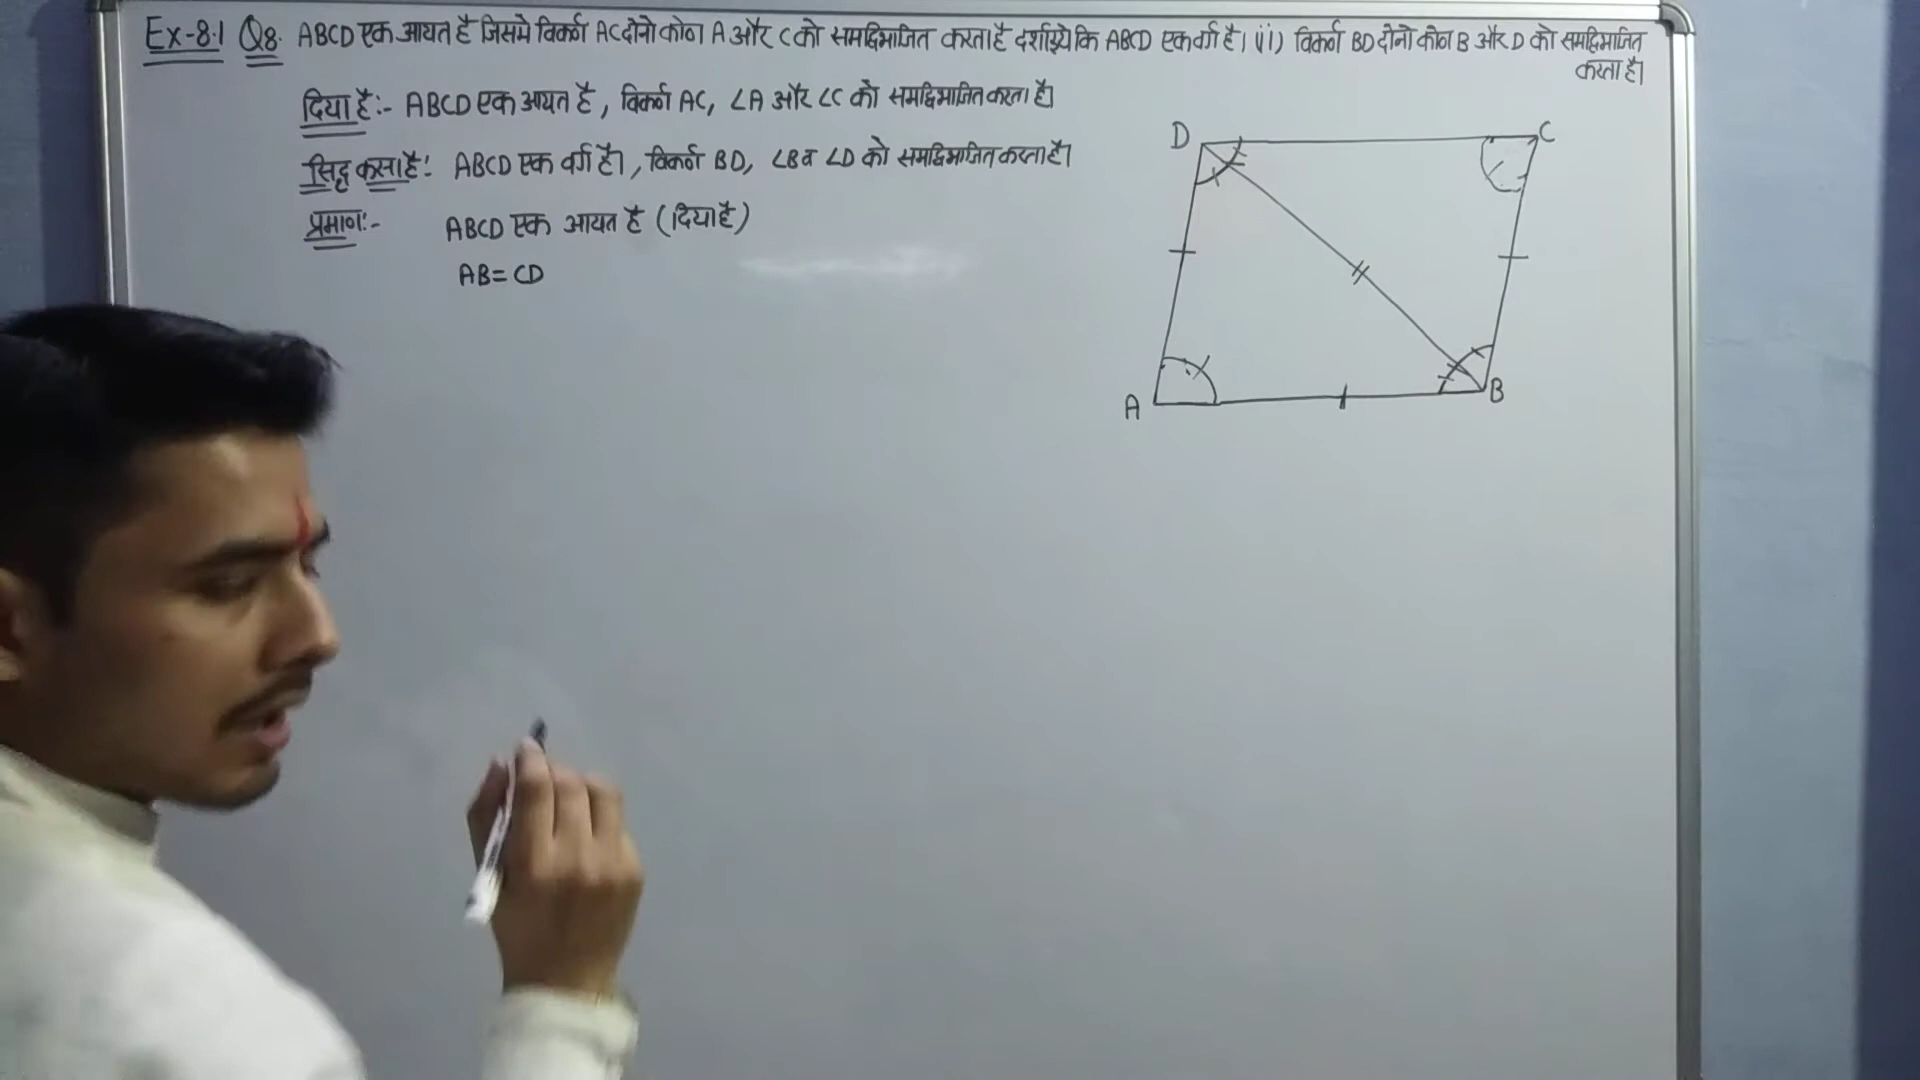 Ex-8.1 Q8. ABCD एक आयत है जिसमे विकर्ण AC दोनो कोण A और C को समद्विभाजित करता है दर्शाइये कि ABCD एक वर्ग है। (ii) विकर्ण BD दोनो कोण B और D को समद्विभाजित
करता है।
दिया है:- ABCD एक आयत है, विकर्ण AC, ∠A और ∠C को समद्विभाजित करता है।
सिद्ध करना है: ABCD एक वर्ग है।, विकर्ण BD, ∠B व ∠D को समद्विभाजित करता है।
प्रमाण:- ABCD एक आयत है (दिया है)
AB = CD
D C
A B